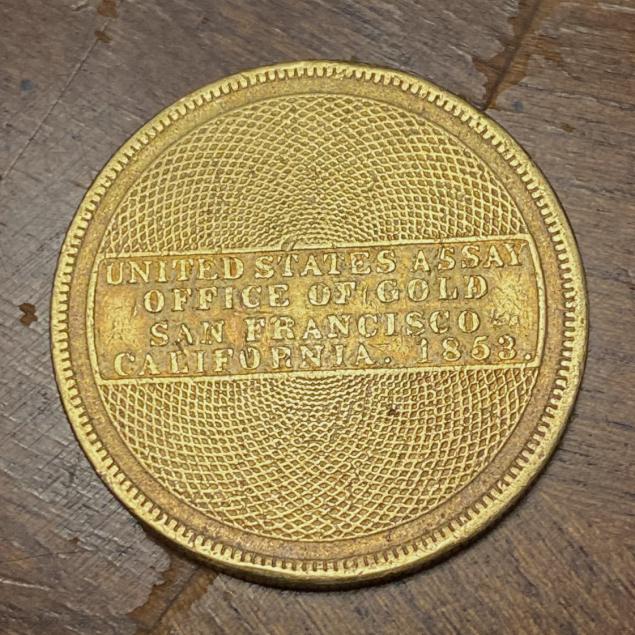 UNITED STATES ASSAY
OFFICE OF GOLD
SAN FRANCISCO
CALIFORNIA. 1853.